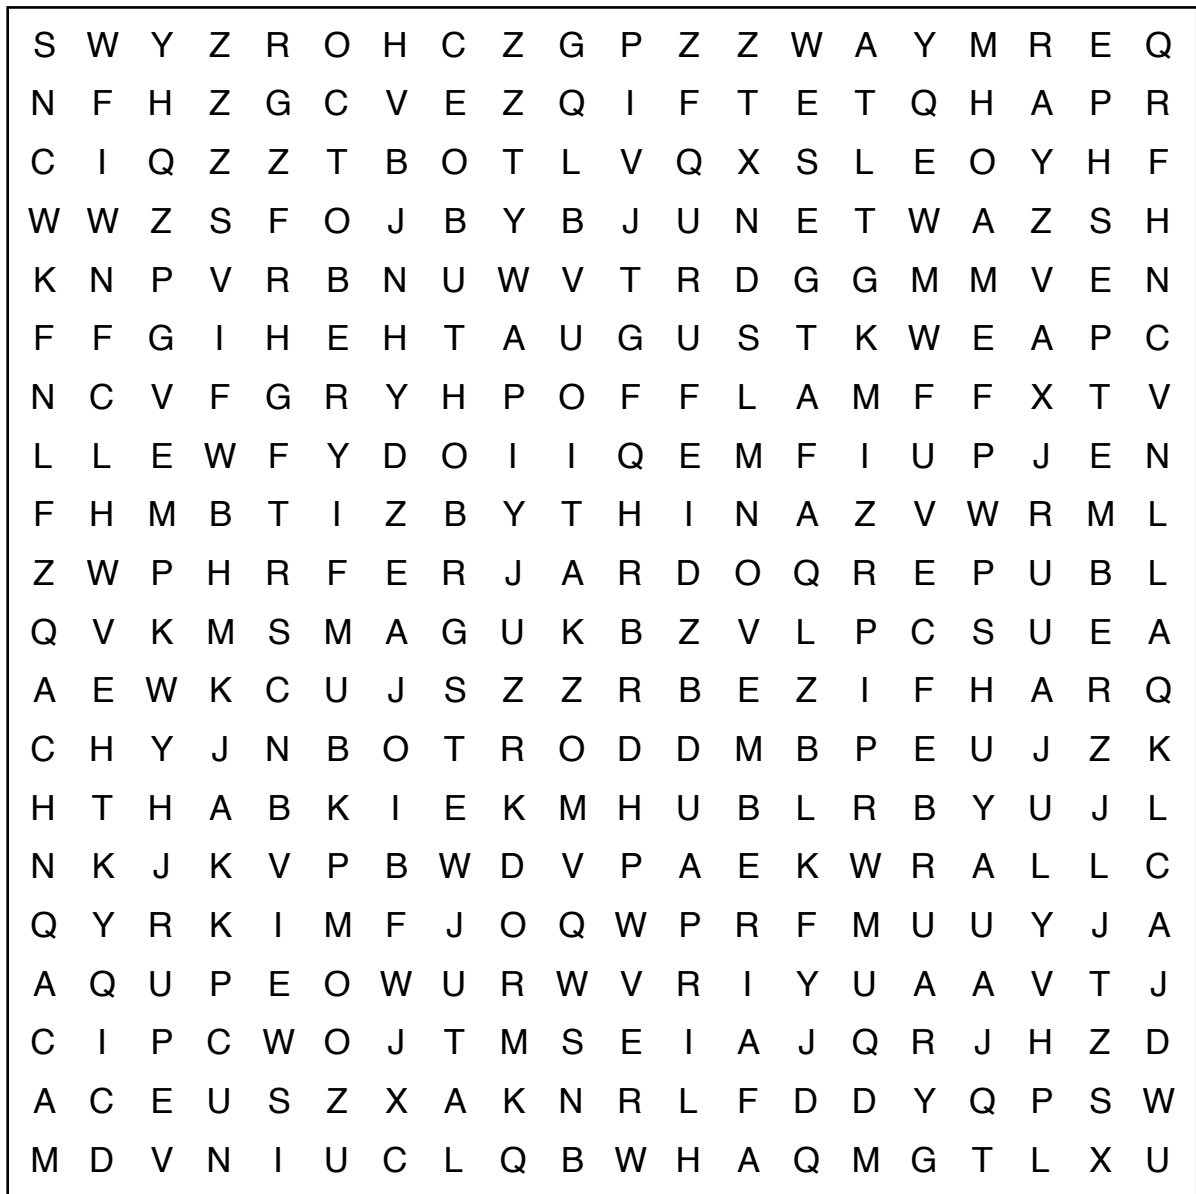 S W Y Z R O H C Z G P Z Z W A Y M R E Q
N F H Z G C V E Z Q I F T E T Q H A P R
C I Q Z Z T B O T L V Q X S L E O Y H F
W W Z S F O J B Y B J U N E T W A Z S H
K N P V R B N U W V T R D G G M M V E N
F F G I H E H T A U G U S T K W E A P C
N C V F G R Y H P O F F L A M F F X T V
L L E W F Y D O I I Q E M F I U P J E N
F H M B T I Z B Y T H I N A Z V W R M L
Z W P H R F E R J A R D O Q R E P U B L
Q V K M S M A G U K B Z V L P C S U E A
A E W K C U J S Z Z R B E Z I F H A R Q
C H Y J N B O T R O D D M B P E U J Z K
H T H A B K I E K M H U B L R B Y U J L
N K J K V P B W D V P A E K W R A L L C
Q Y R K I M F J O Q W P R F M U U Y J A
A Q U P E O W U R W V R I Y U A A V T J
C I P C W O J T M S E I A J Q R J H Z D
A C E U S Z X A K N R L F D D Y Q P S W
M D V N I U C L Q B W H A Q M G T L X U